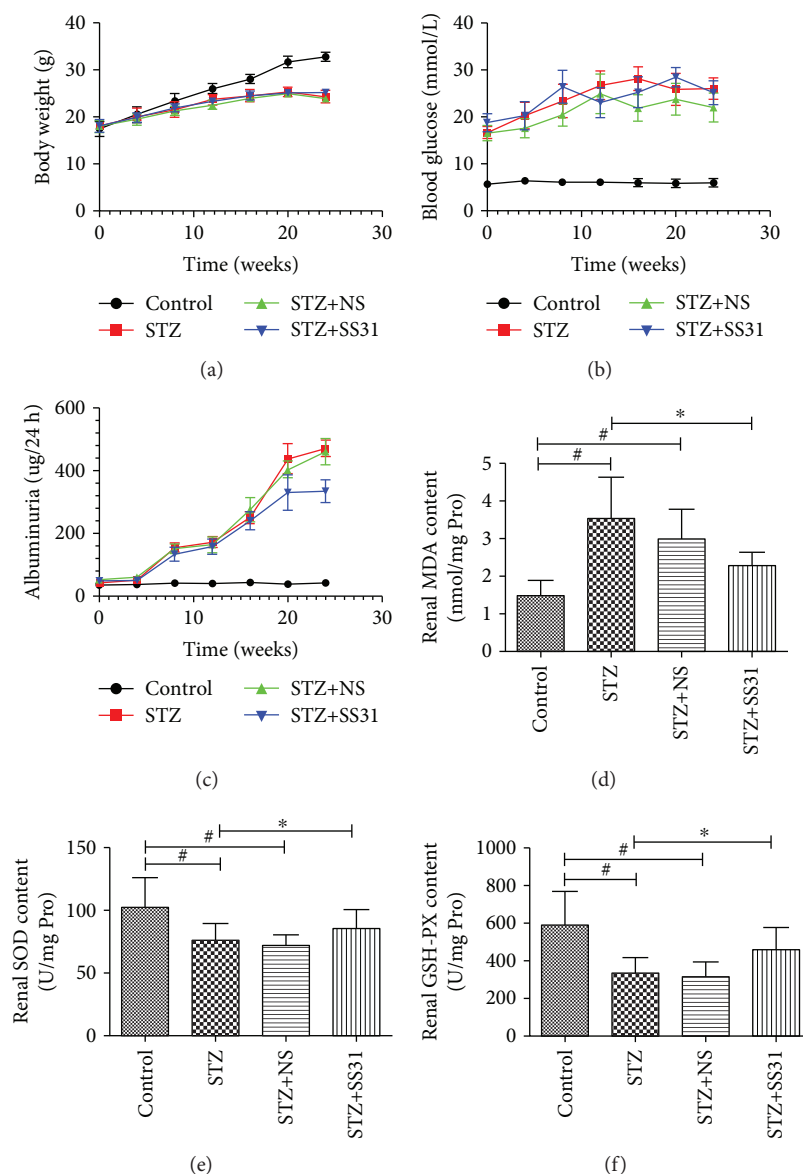 Body weight (g)
40
30
20
10
0
0 10 20 30
Time (weeks)
Control STZ+NS
STZ STZ+SS31
(a)
Blood glucose (mmol/L)
40
30
20
10
0
0 10 20 30
Time (weeks)
Control STZ+NS
STZ STZ+SS31
(b)
Albuminuria (ug/24 h)
600
400
200
0
0 10 20 30
Time (weeks)
Control STZ+NS
STZ STZ+SS31
(c)
Renal MDA content
(nmol/mg Pro)
*
#
#
5
4
3
2
1
0
Control
STZ
STZ+NS
STZ+SS31
(d)
Renal SOD content
(U/mg Pro)
*
#
#
150
100
50
0
Control
STZ
STZ+NS
STZ+SS31
(e)
Renal GSH-PX content
(U/mg Pro)
*
#
#
1000
800
600
400
200
0
Control
STZ
STZ+NS
STZ+SS31
(f)